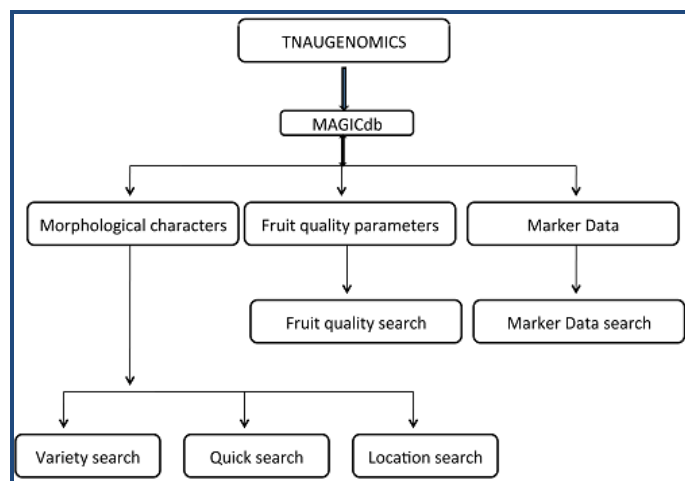 TNAUGENOMICS
MAGICdb
Morphological characters
Fruit quality parameters
Marker Data
Fruit quality search
Marker Data search
Variety search
Quick search
Location search